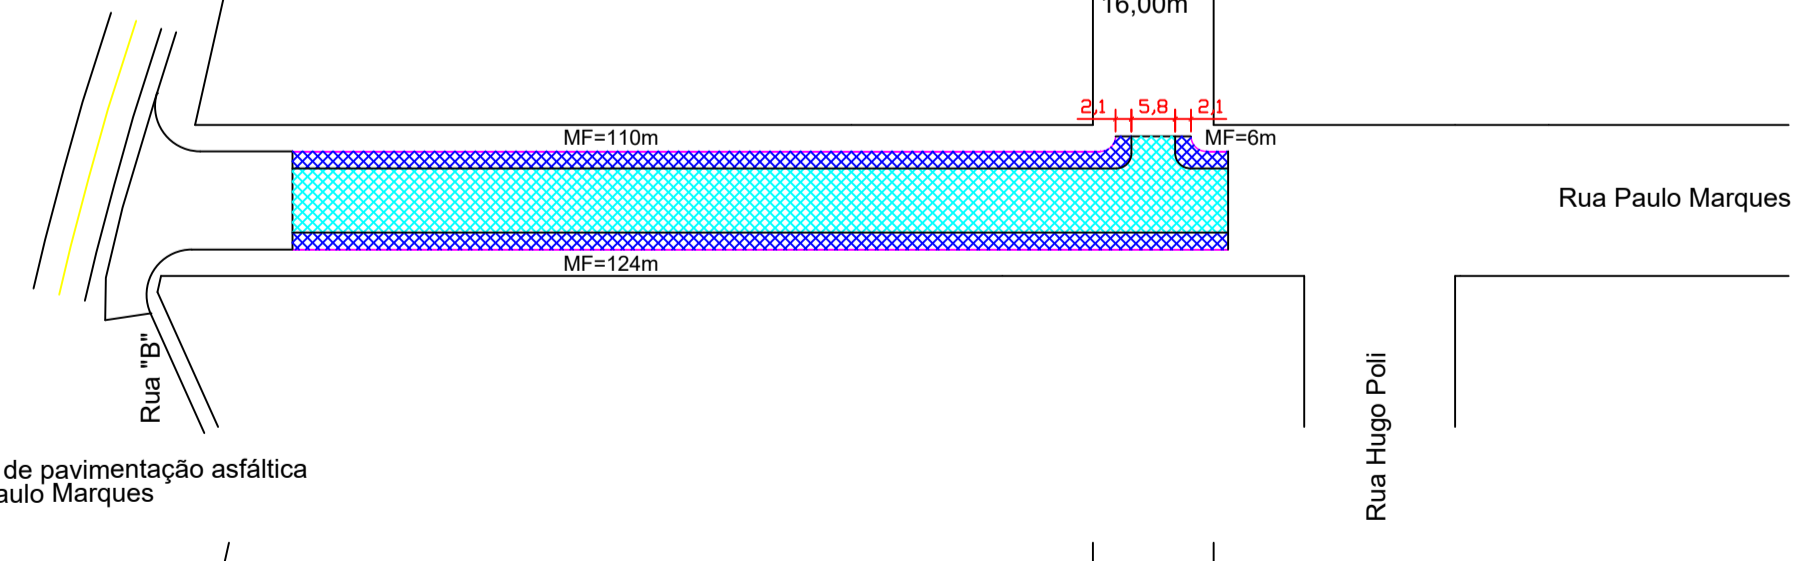 16,00m
2,1 5,8 2,1
MF=110m
MF=6m
Rua Paulo Marques
MF=124m
Rua "B"
Rua Hugo Poli
de pavimentação asfáltica
aulo Marques